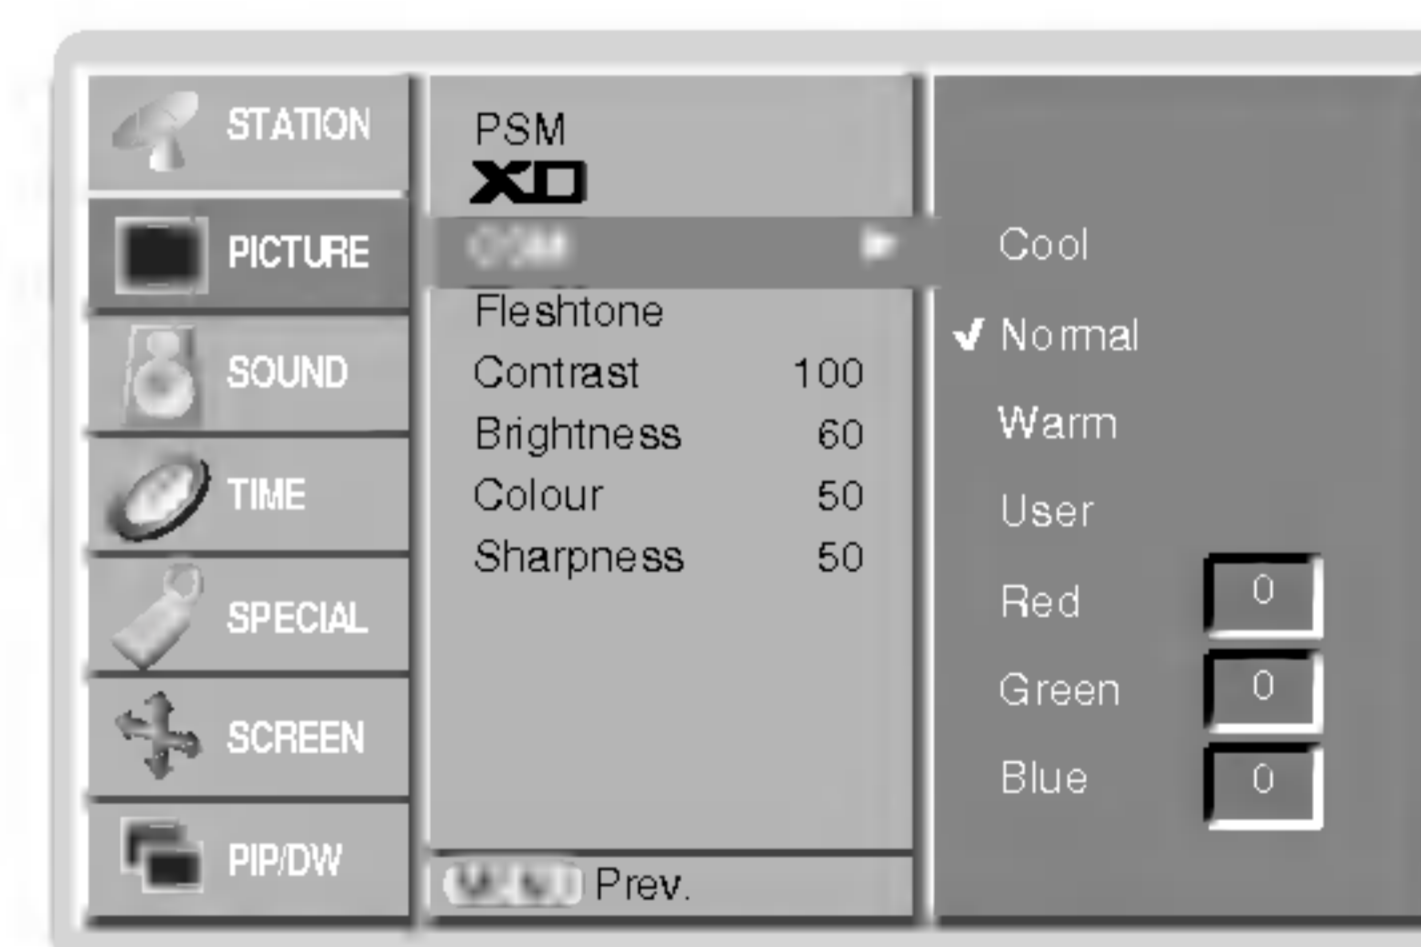 STATION
PICTURE
SOUND
TIME
SPECIAL
SCREEN
PIP/DW
PSM
XD
Fleshtone
Contrast 100
Brightness 60
Colour 50
Sharpness 50
Prev.
Cool
✔ Normal
Warm
User
Red 0
Green 0
Blue 0